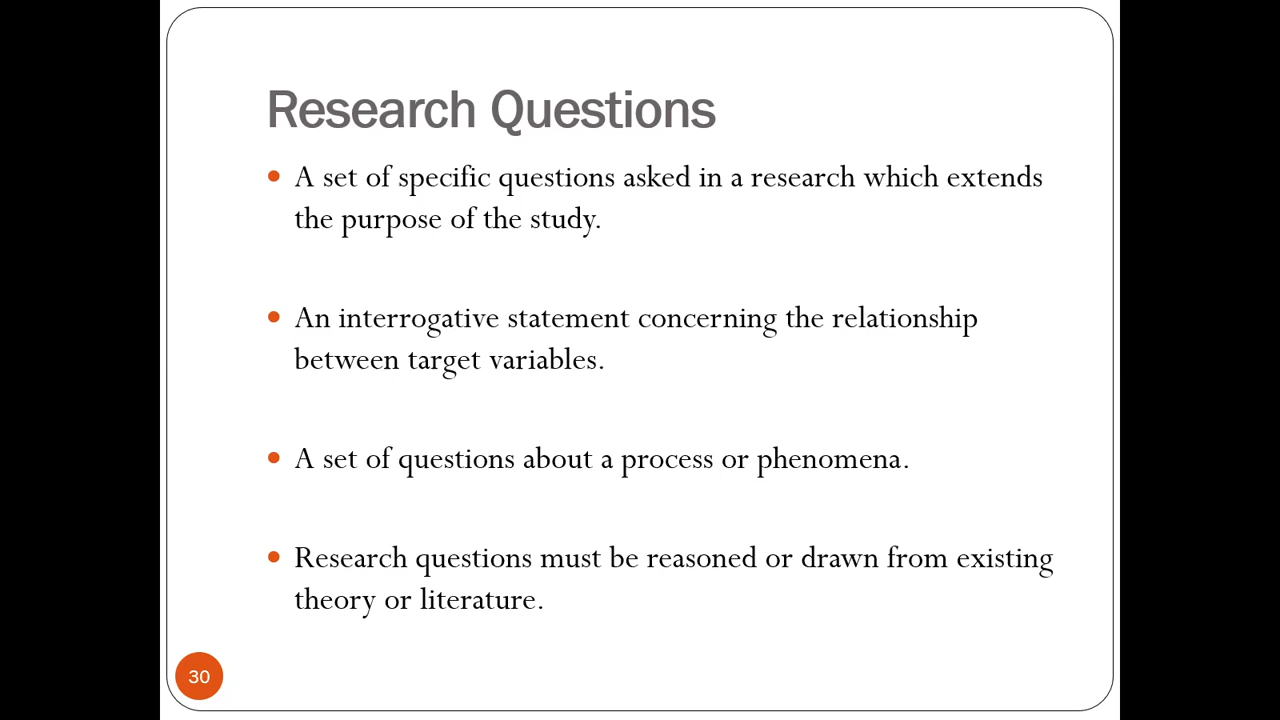 Research Questions
• A set of specific questions asked in a research which extends
the purpose of the study.
• An interrogative statement concerning the relationship
between target variables.
• A set of questions about a process or phenomena.
• Research questions must be reasoned or drawn from existing
theory or literature.
30